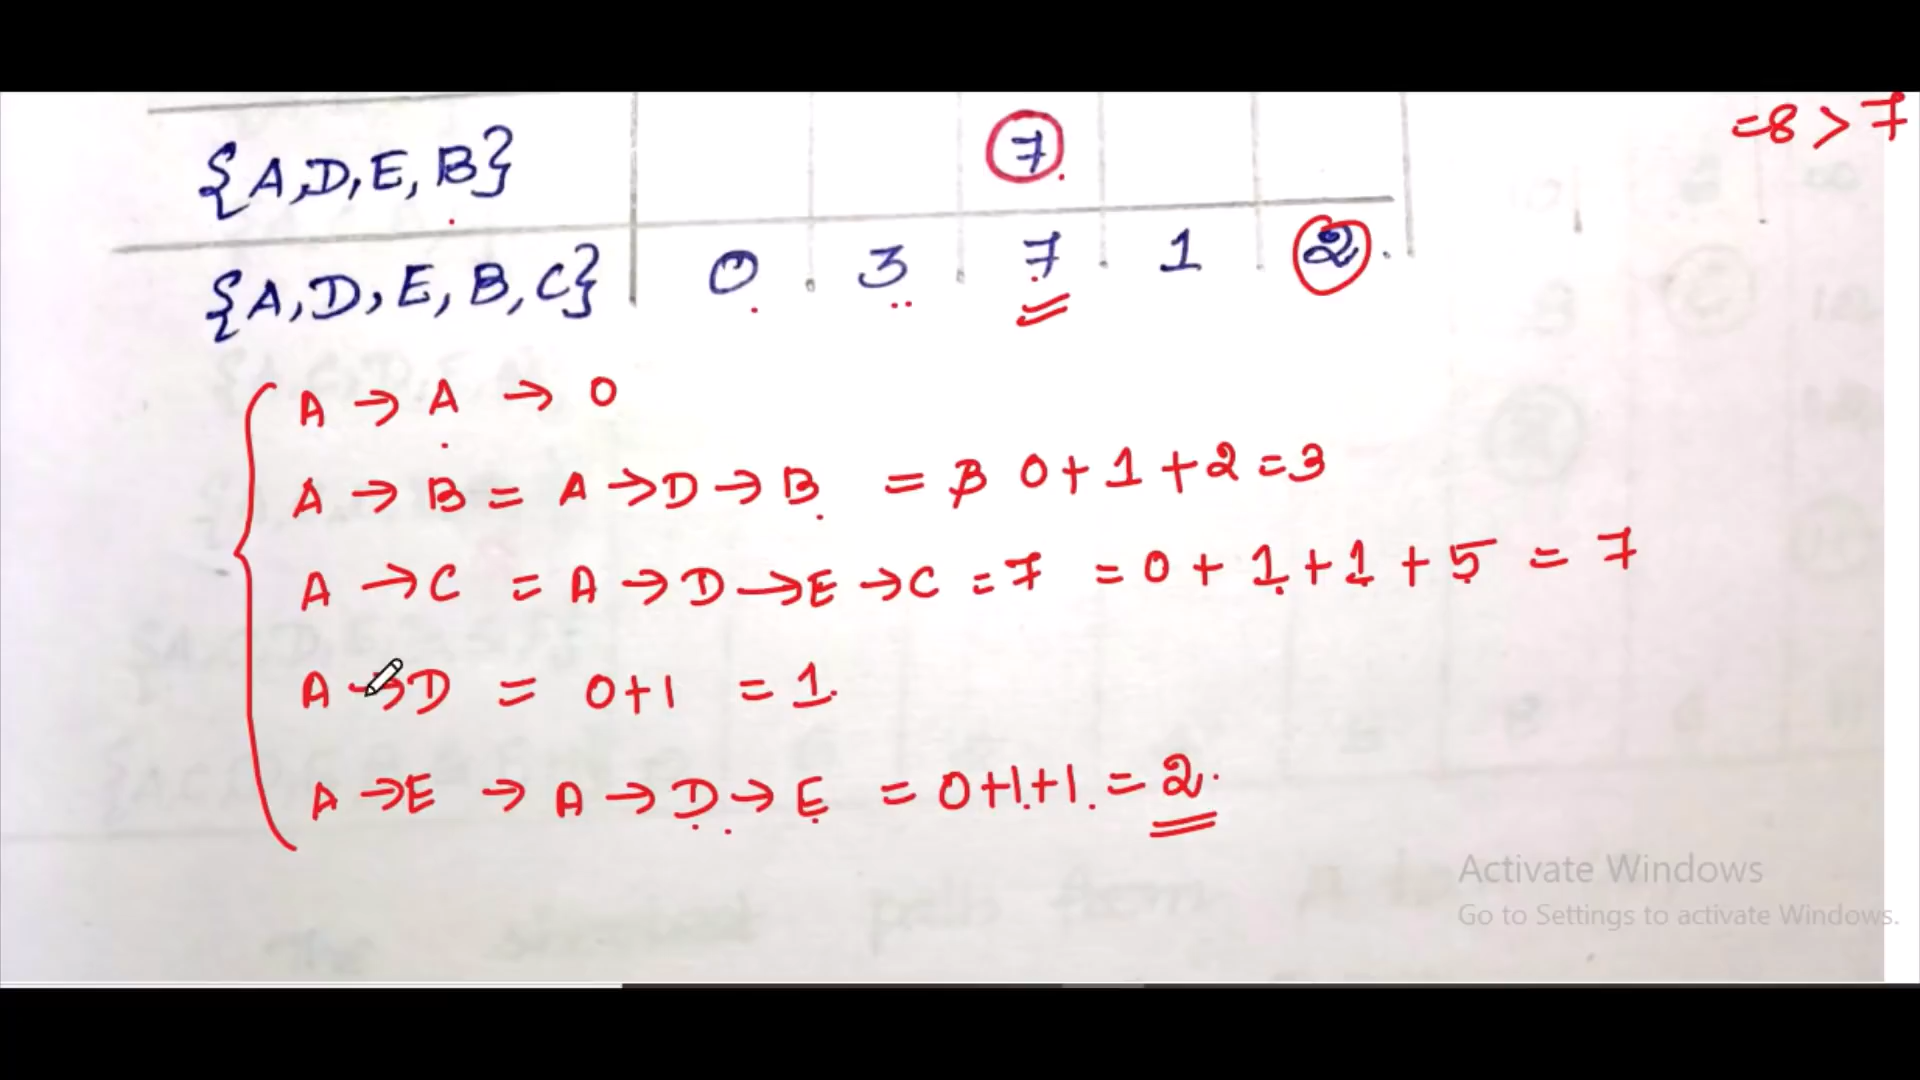 =8 > 7
{A,D,E,B} 7
{A,D,E,B,C} 0 3 7 1 2
A → A → 0
A → B = A → D → B = B 0+1+2=3
A → C = A → D → E → C = 7 = 0 + 1 + 1 + 5 = 7
A → D = 0+1 = 1
A → E → A → D → E = 0+1+1 = 2
Activate Windows
Go to Settings to activate Windows.